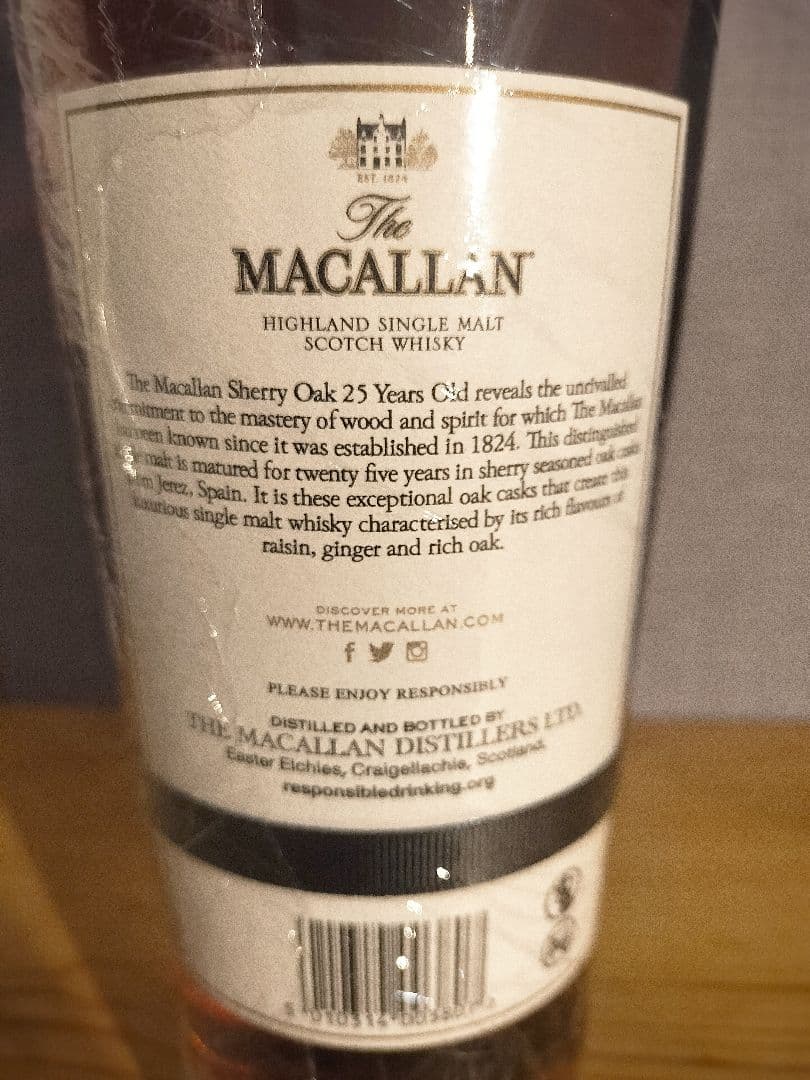 EST. 1824
The
MACALLAN
HIGHLAND SINGLE MALT
SCOTCH WHISKY
The Macallan Sherry Oak 25 Years Old reveals the unrivalled
to the mastery of wood and spirit for which The Macallan
been known since it was established in 1824. This distinguished
malt is matured for twenty five years in sherry seasoned oak casks
from Jerez, Spain. It is these exceptional oak casks that create this
luxurious single malt whisky characterised by its rich flavours of
raisin, ginger and rich oak.
DISCOVER MORE AT
WWW.THEMACALLAN.COM
PLEASE ENJOY RESPONSIBLY
DISTILLED AND BOTTLED BY
THE MACALLAN DISTILLERS LTD.
Easter Elchies, Craigellachie, Scotland.
responsibledrinking.org